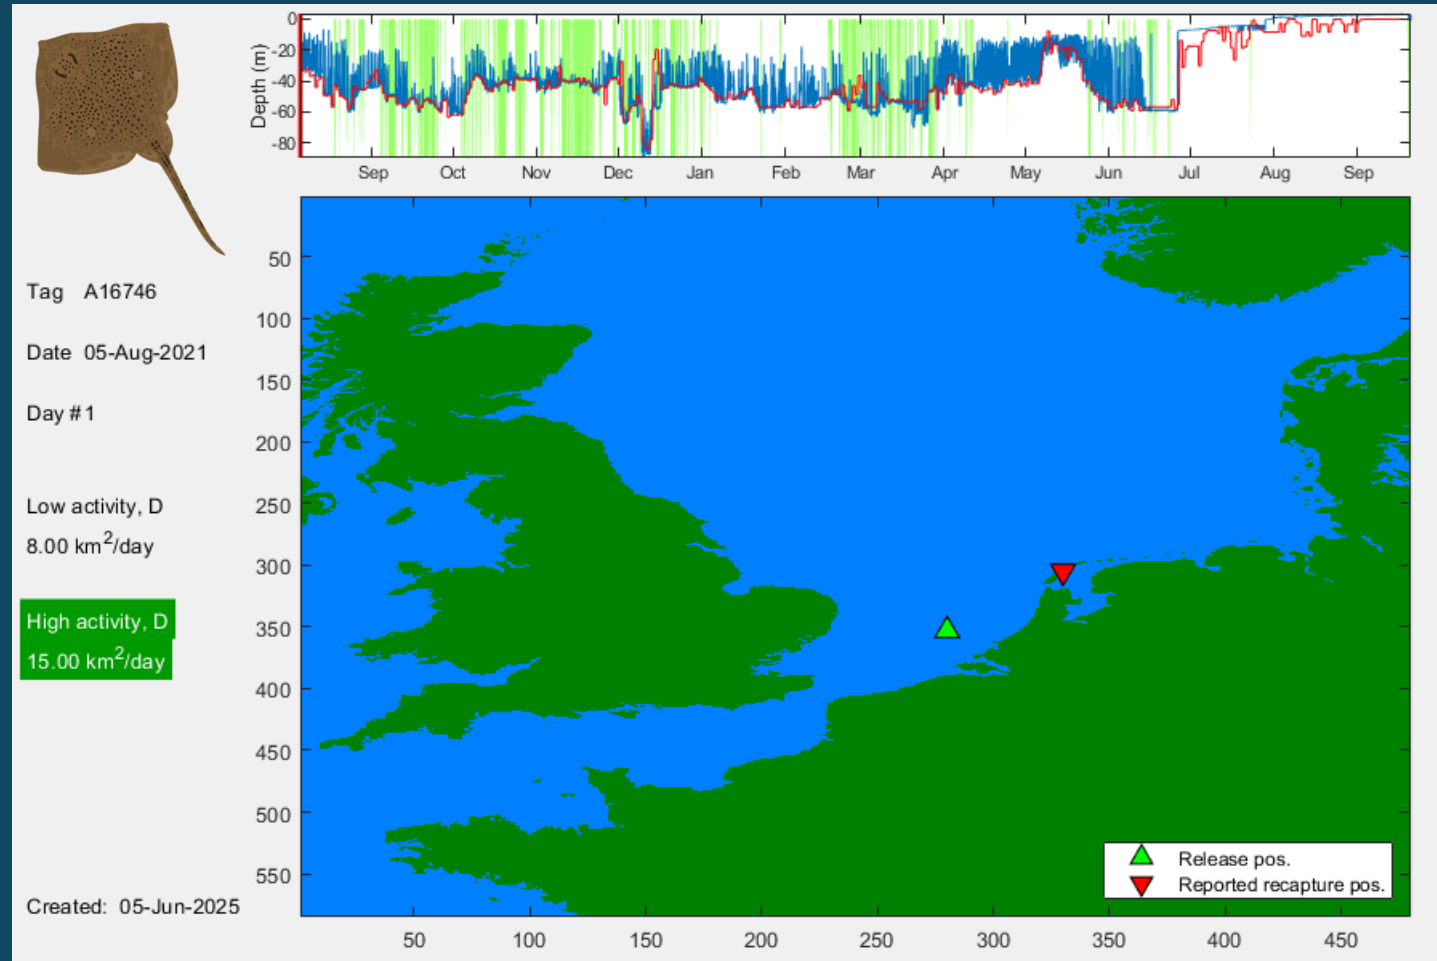 0
-20
-40
-60
-80
Depth (m)
Sep Oct Nov Dec Jan Feb Mar Apr May Jun Jul Aug Sep
Tag A16746
Date 05-Aug-2021
Day # 1
Low activity, D
8.00 km²/day
High activity, D
15.00 km²/day
Created: 05-Jun-2025
50
100
150
200
250
300
350
400
450
500
550
Release pos.
Reported recapture pos.
50 100 150 200 250 300 350 400 450